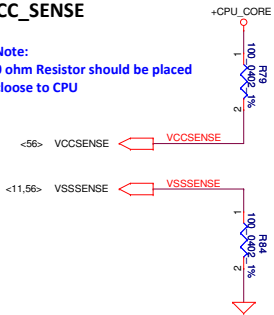 CC_SENSE
+CPU_CORE
Note:
0 ohm Resistor should be placed
cloose to CPU
1
R79
100_0402_1%
2
<56> VCCSENSE
VCCSENSE
<11,56> VSSSENSE
VSSSENSE
1
R84
100_0402_1%
2